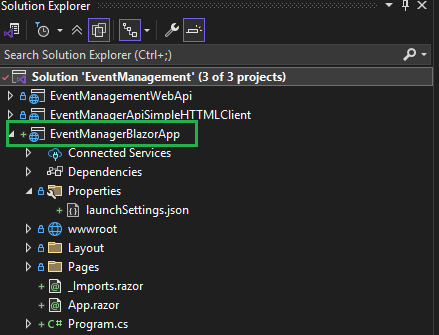 Solution Explorer
Search Solution Explorer (Ctrl+;)
Solution 'EventManagement' (3 of 3 projects)
EventManagementWebApi
EventManagerApiSimpleHTTMLClient
EventManagerBlazorApp
Connected Services
Dependencies
Properties
launchSettings.json
wwwroot
Layout
Pages
_Imports.razor
App.razor
C# Program.cs